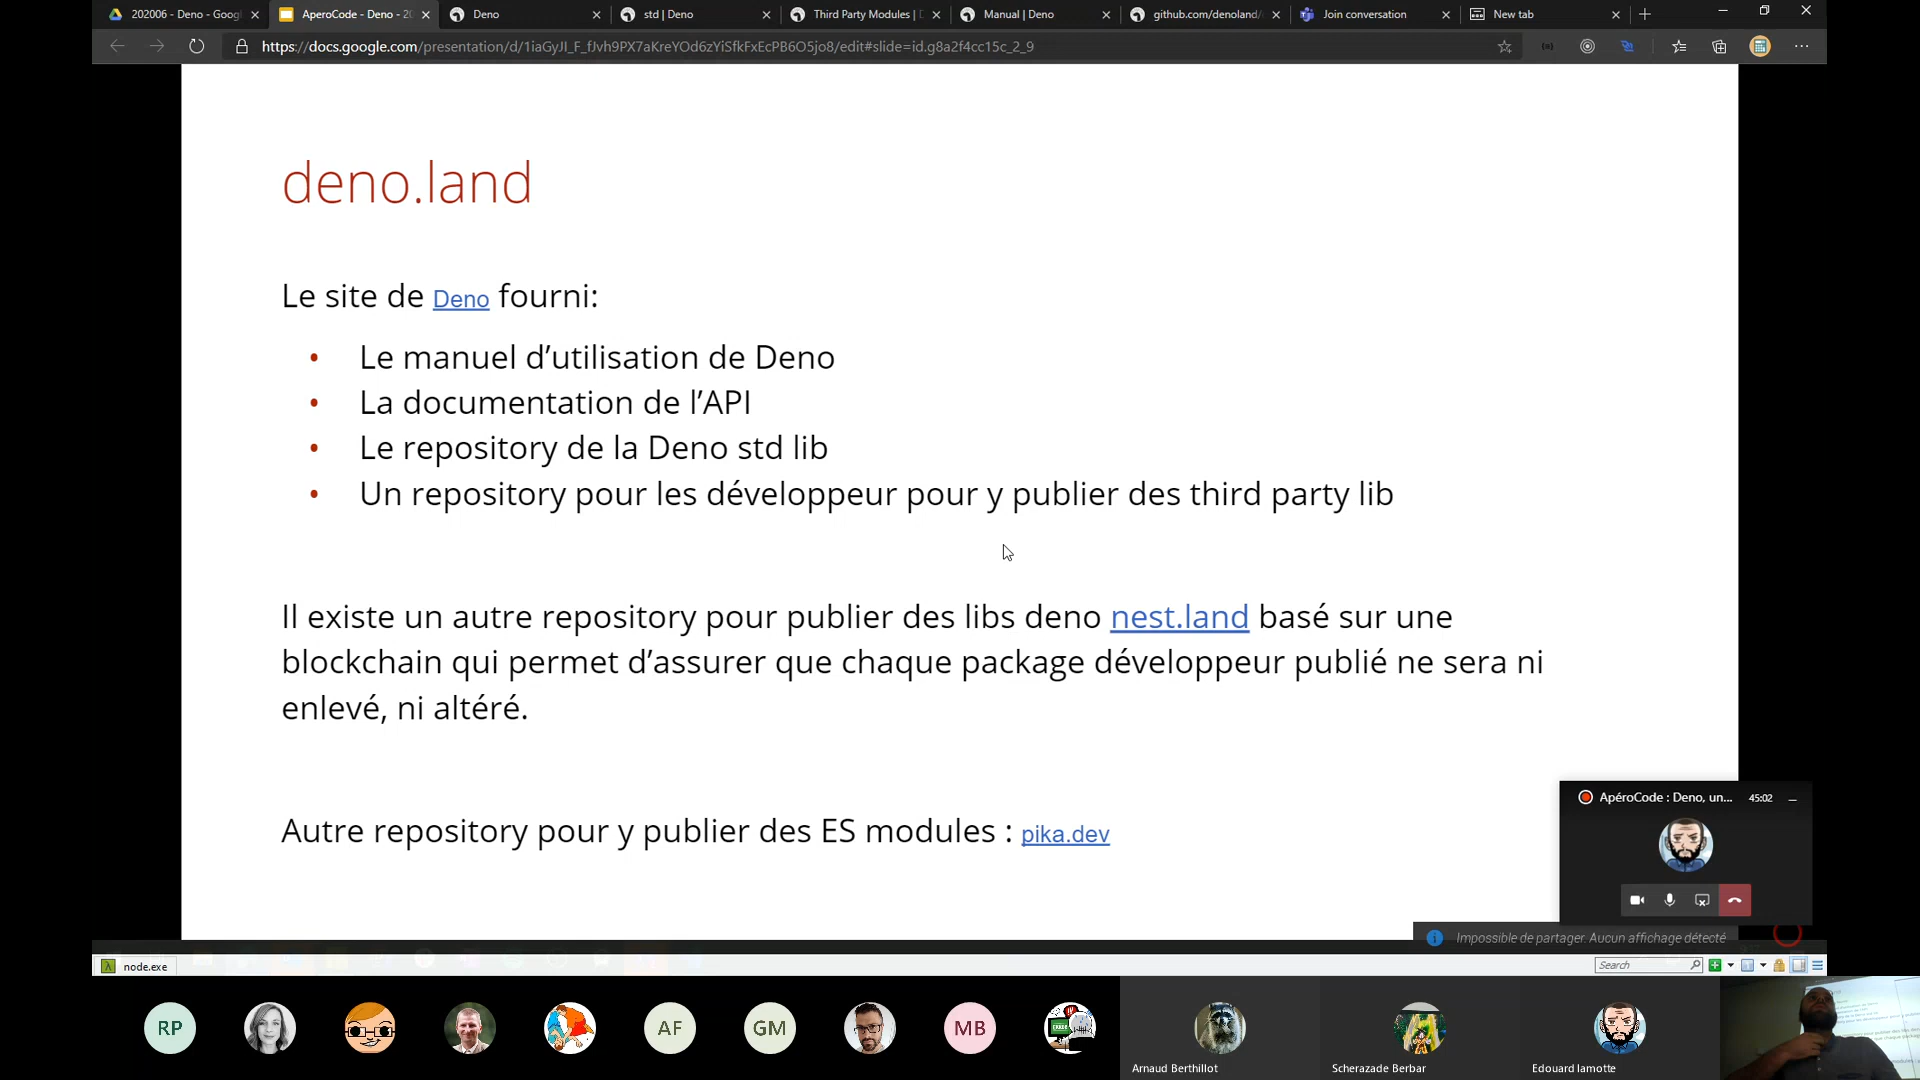 202006 - Deno - Goog
AperoCode - Deno - 20
Deno
std | Deno
Third Party Modules |
Manual | Deno
github.com/denoland/
Join conversation
New tab
https://docs.google.com/presentation/d/1iaGyJI_F_fJvh9PX7aKreYOd6zYiSfkFxEcPB6O5jo8/edit#slide=id.g8a2f4cc15c_2_9
deno.land
Le site de Deno fourni:
• Le manuel d’utilisation de Deno
• La documentation de l’API
• Le repository de la Deno std lib
• Un repository pour les développeur pour y publier des third party lib
Il existe un autre repository pour publier des libs deno nest.land basé sur une
blockchain qui permet d’assurer que chaque package développeur publié ne sera ni
enlevé, ni altéré.
Autre repository pour y publier des ES modules : pika.dev
ApéroCode : Deno, un...
45:02
Impossible de partager. Aucun affichage détecté
node.exe
Search
RP
AF
GM
MB
Arnaud Berthillot
Scherazade Berbar
Edouard lamotte